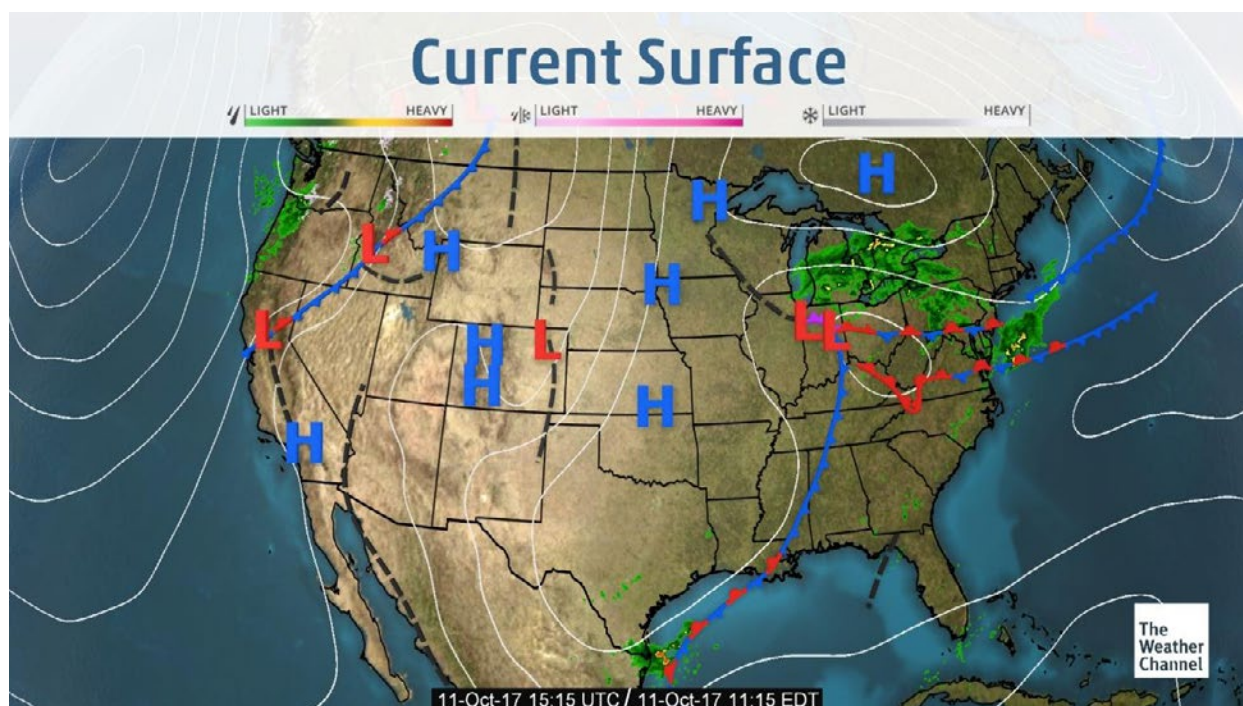 Current Surface
LIGHT HEAVY LIGHT HEAVY LIGHT HEAVY
H
H
L
H
H
L
L
H
L
L
H
H
H
H
The
Weather
Channel
11-Oct-17 15:15 UTC / 11-Oct-17 11:15 EDT